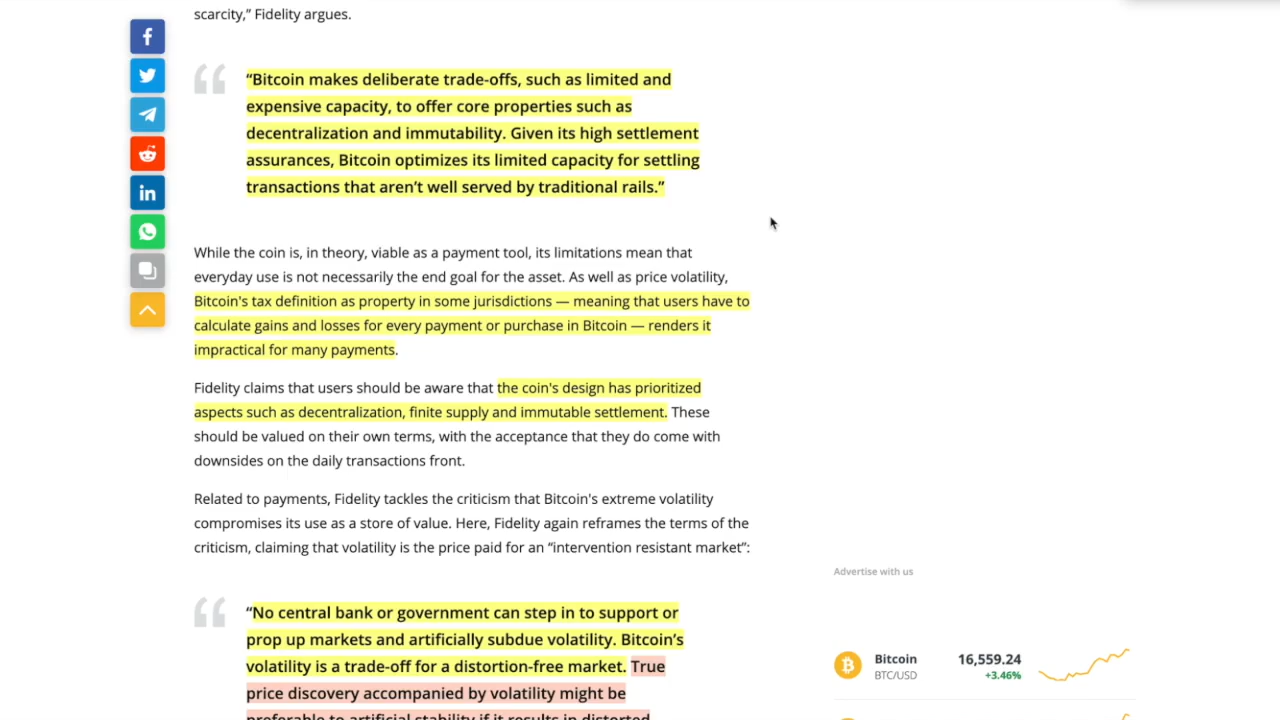 scarcity,” Fidelity argues.
“Bitcoin makes deliberate trade-offs, such as limited and
expensive capacity, to offer core properties such as
decentralization and immutability. Given its high settlement
assurances, Bitcoin optimizes its limited capacity for settling
transactions that aren’t well served by traditional rails.”
While the coin is, in theory, viable as a payment tool, its limitations mean that
everyday use is not necessarily the end goal for the asset. As well as price volatility,
Bitcoin's tax definition as property in some jurisdictions — meaning that users have to
calculate gains and losses for every payment or purchase in Bitcoin — renders it
impractical for many payments.
Fidelity claims that users should be aware that the coin's design has prioritized
aspects such as decentralization, finite supply and immutable settlement. These
should be valued on their own terms, with the acceptance that they do come with
downsides on the daily transactions front.
Related to payments, Fidelity tackles the criticism that Bitcoin's extreme volatility
compromises its use as a store of value. Here, Fidelity again reframes the terms of the
criticism, claiming that volatility is the price paid for an “intervention resistant market”:
“No central bank or government can step in to support or
prop up markets and artificially subdue volatility. Bitcoin’s
volatility is a trade-off for a distortion-free market. True
price discovery accompanied by volatility might be
preferable to artificial stability if it results in distorted
Advertise with us
Bitcoin 16,559.24
BTC/USD +3.46%